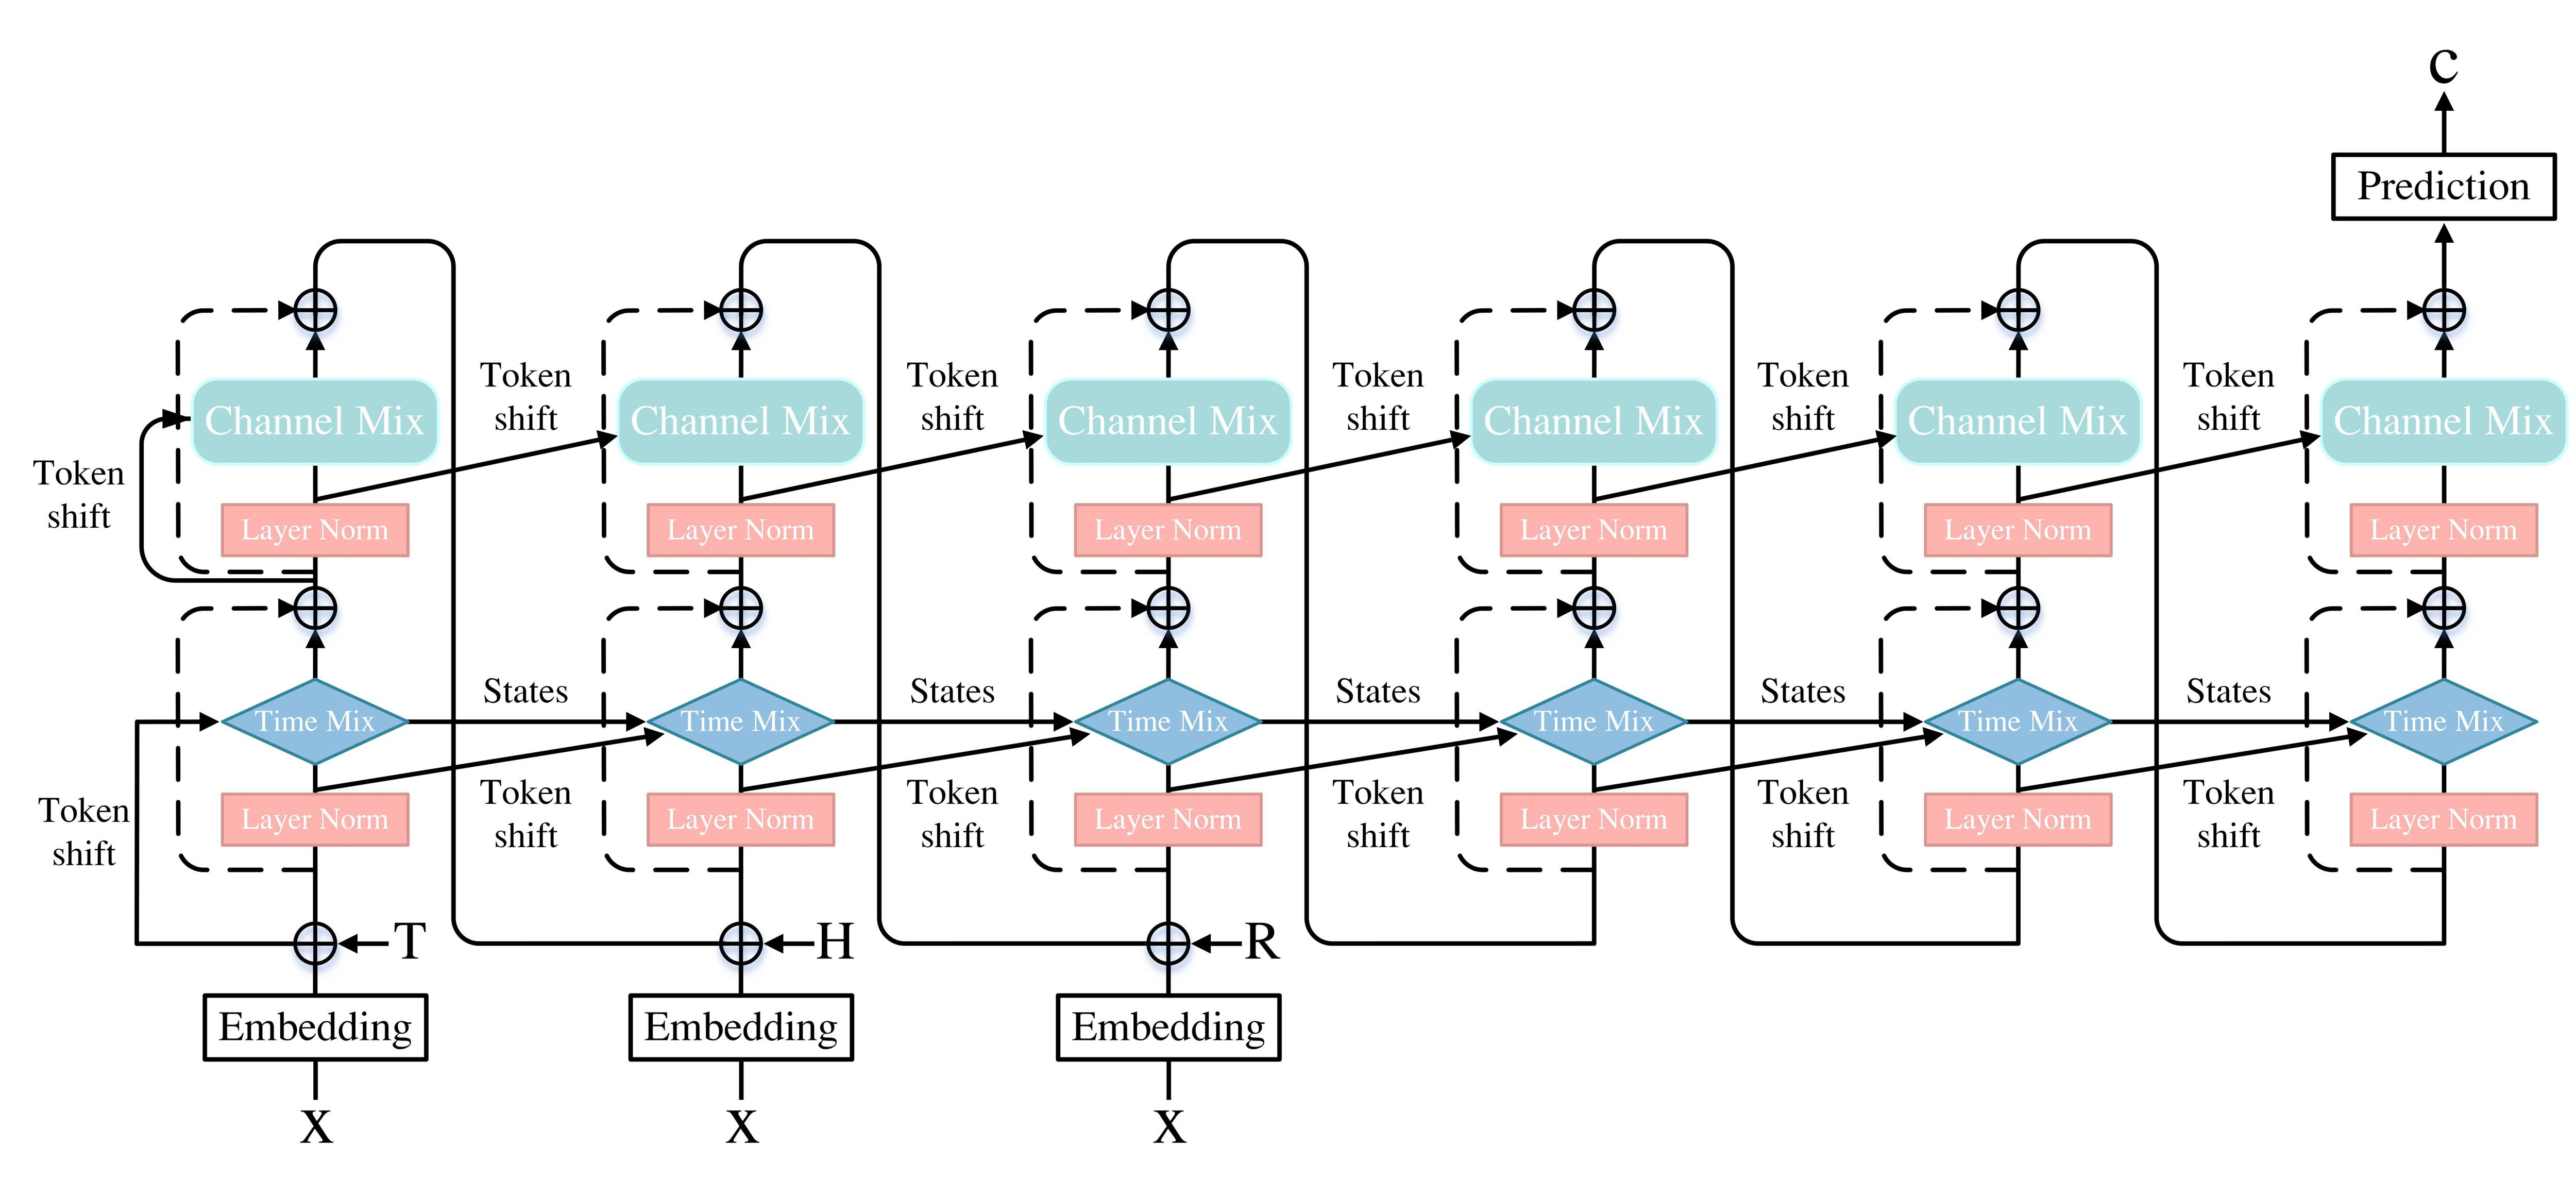 C
Prediction
Token
shift
Token
shift
Token
shift
Token
shift
Token
shift
Channel Mix
Channel Mix
Channel Mix
Channel Mix
Channel Mix
Channel Mix
Token
shift
Layer Norm
Layer Norm
Layer Norm
Layer Norm
Layer Norm
Layer Norm
States
States
States
States
States
Time Mix
Time Mix
Time Mix
Time Mix
Time Mix
Time Mix
Token
shift
Token
shift
Token
shift
Token
shift
Token
shift
Token
shift
Layer Norm
Layer Norm
Layer Norm
Layer Norm
Layer Norm
Layer Norm
T
H
R
Embedding
Embedding
Embedding
X
X
X